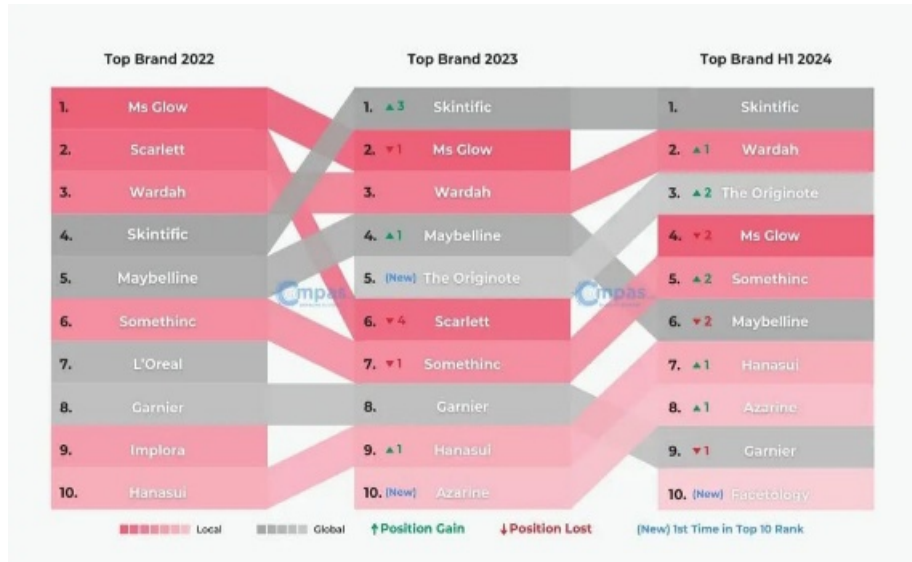 Top Brand 2022
1. Ms Glow
2. Scarlett
3. Wardah
4. Skintific
5. Maybelline
6. Somethinc
7. L'Oreal
8. Garnier
9. Implora
10. Hanasui
Top Brand 2023
1. ▲3 Skintific
2. ▼1 Ms Glow
3. Wardah
4. ▲1 Maybelline
5. (New) The Originote
6. ▼4 Scarlett
7. ▼1 Somethinc
8. Garnier
9. ▲1 Hanasui
10. (New) Azarine
Top Brand H1 2024
1. Skintific
2. ▲1 Wardah
3. ▲2 The Originote
4. ▼2 Ms Glow
5. ▲2 Somethinc
6. ▼2 Maybelline
7. ▲1 Hanasui
8. ▲1 Azarine
9. ▼1 Garnier
10. (New) Facetology
Compas
Compas
Local
Global
↑Position Gain
↓Position Lost
(New) 1st Time in Top 10 Rank